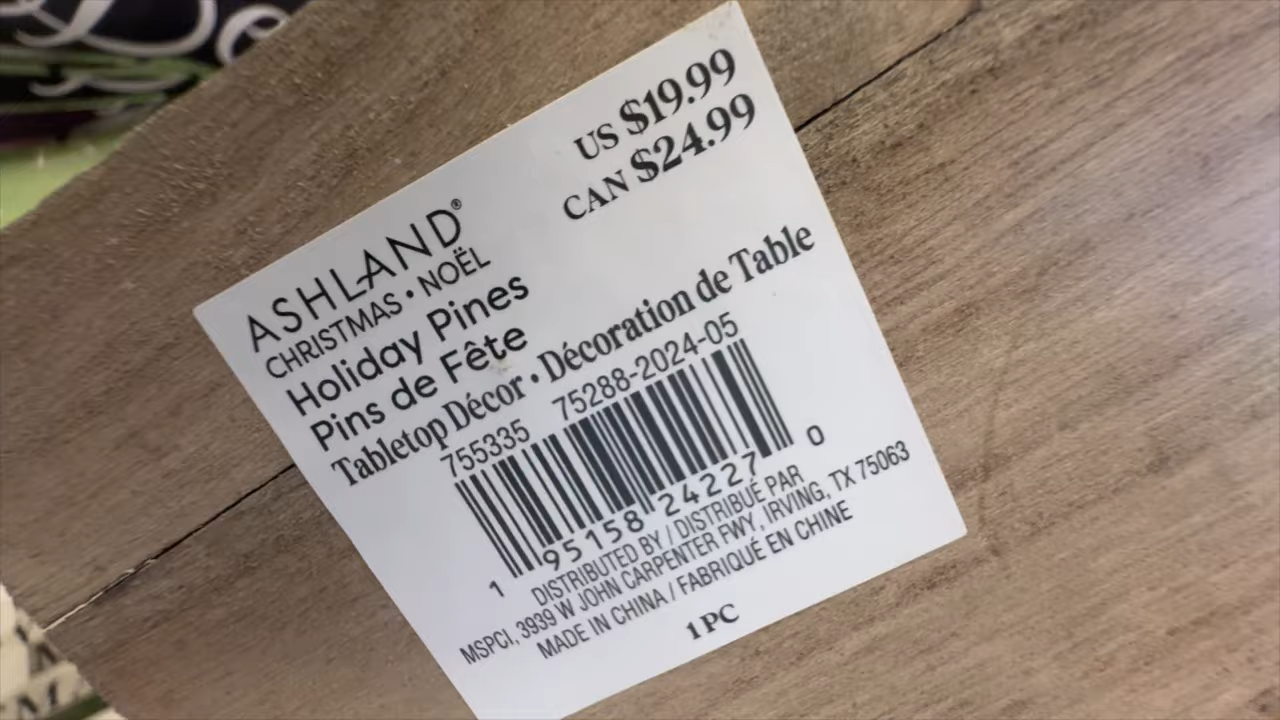 De
US $19.99
CAN $24.99
ASHLAND®
CHRISTMAS • NOËL
Holiday Pines
Pins de Fête
Tabletop Décor • Décoration de Table
755335 75288-2024-05
1 95158 24227 0
DISTRIBUTED BY / DISTRIBUÉ PAR
MSPCI, 3939 W JOHN CARPENTER FWY, IRVING, TX 75063
MADE IN CHINA / FABRIQUÉ EN CHINE
1 PC